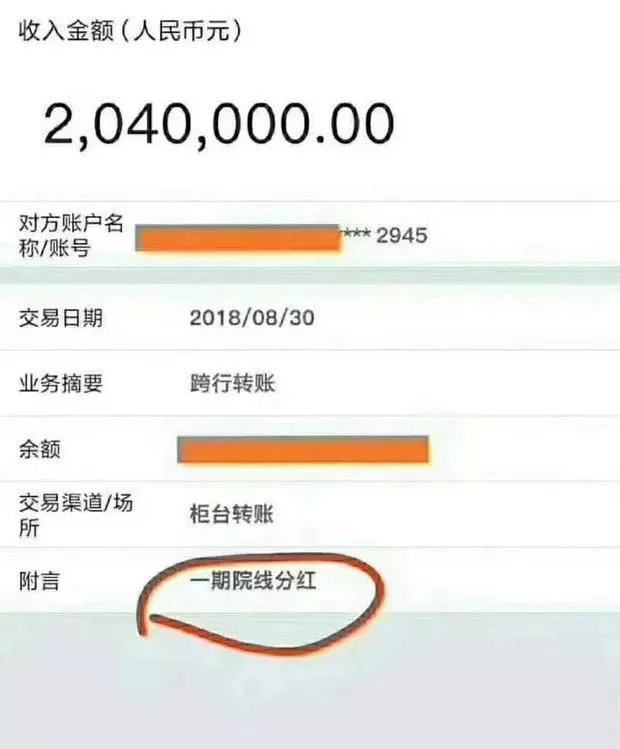 收入金额(人民币元)
2,040,000.00
对方账户名
称/账号
*** 2945
交易日期 2018/08/30
业务摘要 跨行转账
余额
交易渠道/场
所
柜台转账
附言 一期院线分红